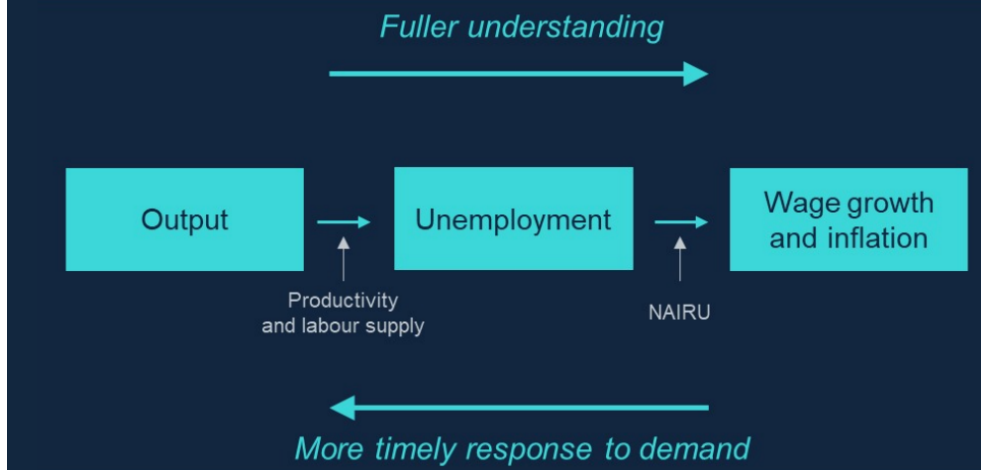 Fuller understanding
Output
Unemployment
Wage growth
and inflation
Productivity
and labour supply
NAIRU
More timely response to demand